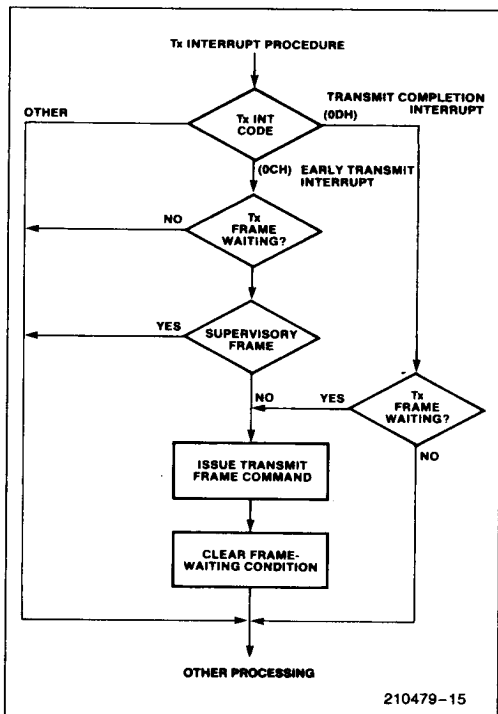 Tx INTERRUPT PROCEDURE
OTHER
Tx INT
CODE
(0DH)
TRANSMIT COMPLETION
INTERRUPT
(0CH)
EARLY TRANSMIT
INTERRUPT
NO
Tx
FRAME
WAITING?
YES
SUPERVISORY
FRAME
NO
YES
Tx
FRAME
WAITING?
NO
ISSUE TRANSMIT
FRAME COMMAND
CLEAR FRAME-
WAITING CONDITION
OTHER PROCESSING
210479-15